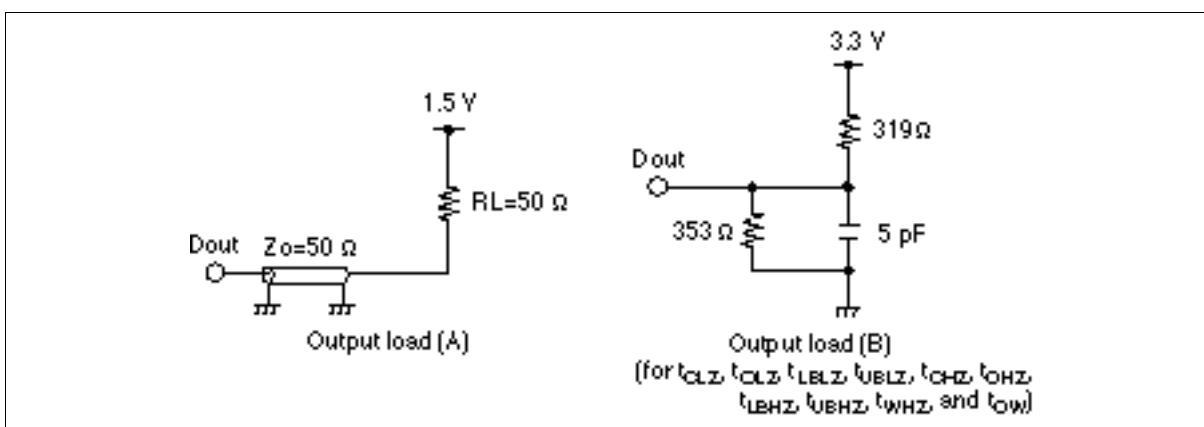 1.5 V
RL=50 Ω
Dout
Zo=50 Ω
Output load (A)
3.3 V
319Ω
Dout
353 Ω
5 pF
Output load (B)
(for tCLZ, tOLZ, tLBLZ, tUBLZ, tCHZ, tOHZ,
tLBHZ, tUBHZ, tWHZ, and tOW)